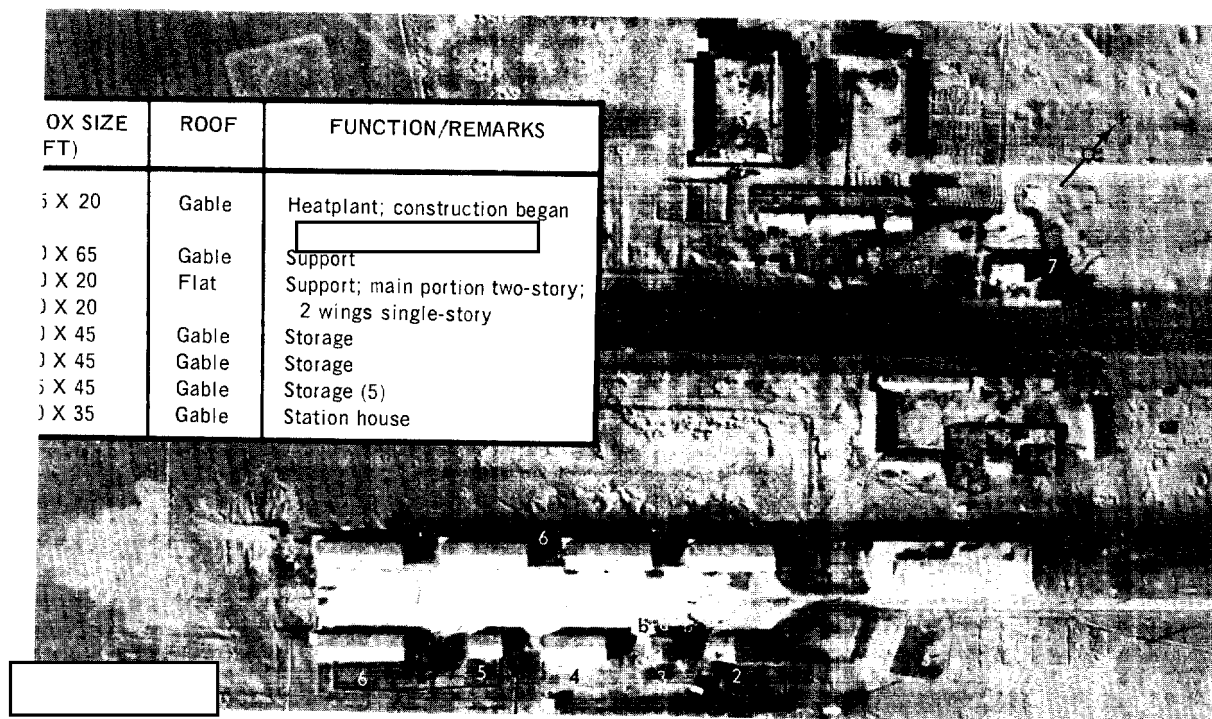 OX SIZE ROOF FUNCTION/REMARKS
FT)
X 20 Gable Heatplant; construction began
X 65 Gable Support
X 20 Flat Support; main portion two-story;
X 20 2 wings single-story
X 45 Gable Storage
X 45 Gable Storage
X 45 Gable Storage (5)
X 35 Gable Station house
7
6
6 5 4 3 2